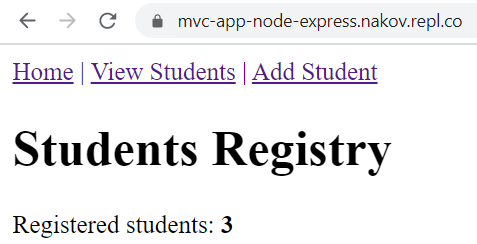 mvc-app-node-express.nakov.repl.co
Home | View Students | Add Student
Students Registry
Registered students: 3